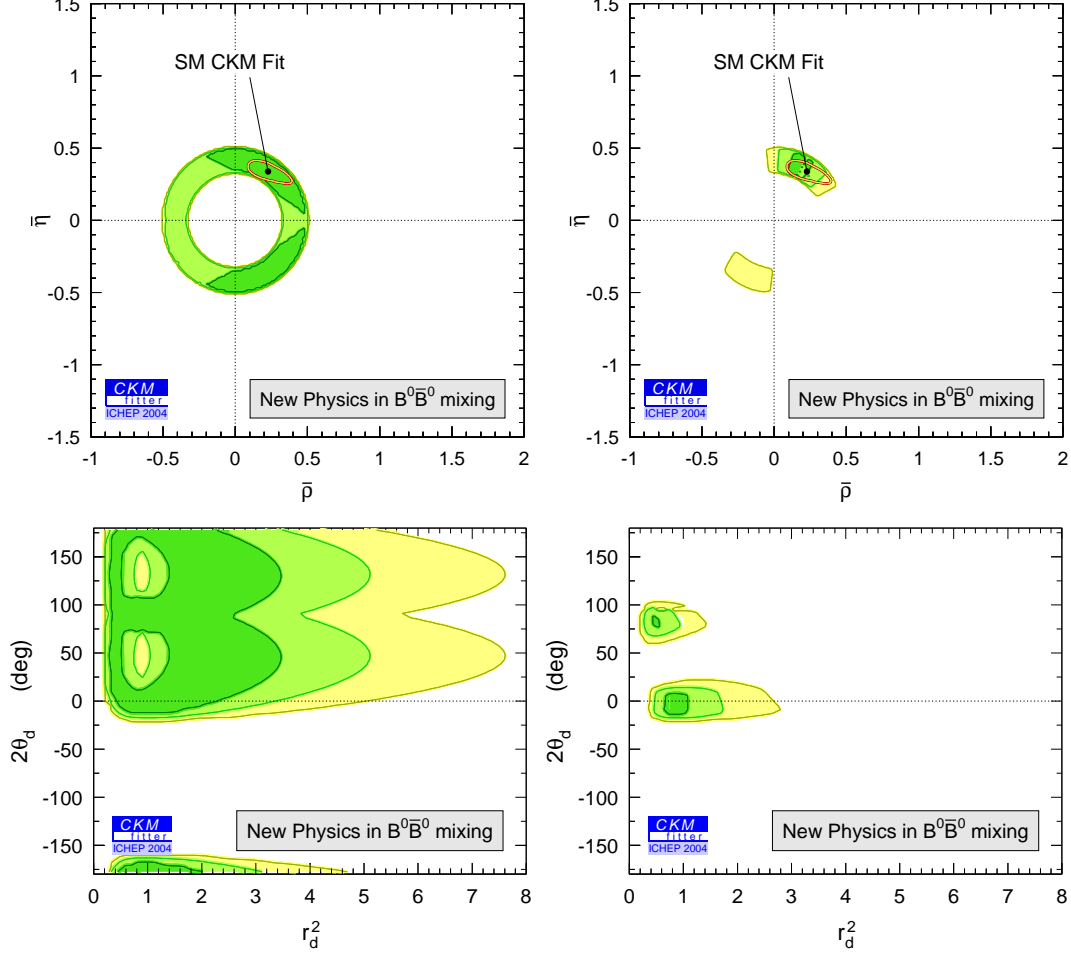 1.5
1
0.5
0
-0.5
-1
-1.5
-1 -0.5 0 0.5 1 1.5 2
η̄
ρ̄
SM CKM Fit
CKM
fitter
ICHEP 2004
New Physics in B⁰B̅⁰ mixing
1.5
1
0.5
0
-0.5
-1
-1.5
-1 -0.5 0 0.5 1 1.5 2
η̄
ρ̄
SM CKM Fit
CKM
fitter
ICHEP 2004
New Physics in B⁰B̅⁰ mixing
150
100
50
0
-50
-100
-150
0 1 2 3 4 5 6 7 8
2θ_d (deg)
r_d^2
CKM
fitter
ICHEP 2004
New Physics in B⁰B̅⁰ mixing
150
100
50
0
-50
-100
-150
0 1 2 3 4 5 6 7 8
2θ_d (deg)
r_d^2
CKM
fitter
ICHEP 2004
New Physics in B⁰B̅⁰ mixing